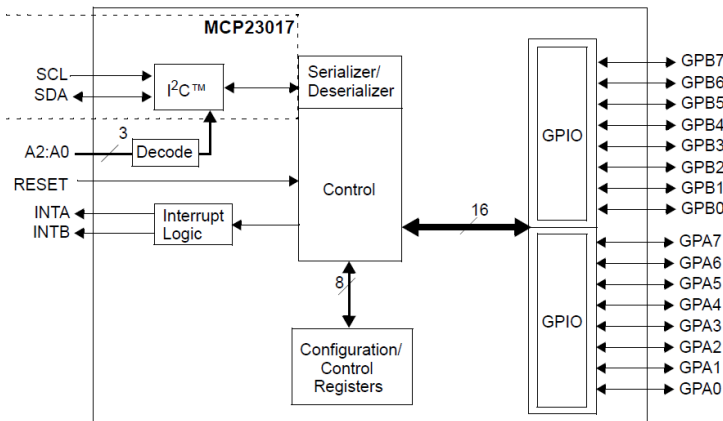 MCP23017
SCL
SDA
I²C™
Serializer/
Deserializer
A2:A0
3
Decode
RESET
Control
INTA
INTB
Interrupt
Logic
16
8
Configuration/
Control
Registers
GPIO
GPB7
GPB6
GPB5
GPB4
GPB3
GPB2
GPB1
GPB0
GPIO
GPA7
GPA6
GPA5
GPA4
GPA3
GPA2
GPA1
GPA0